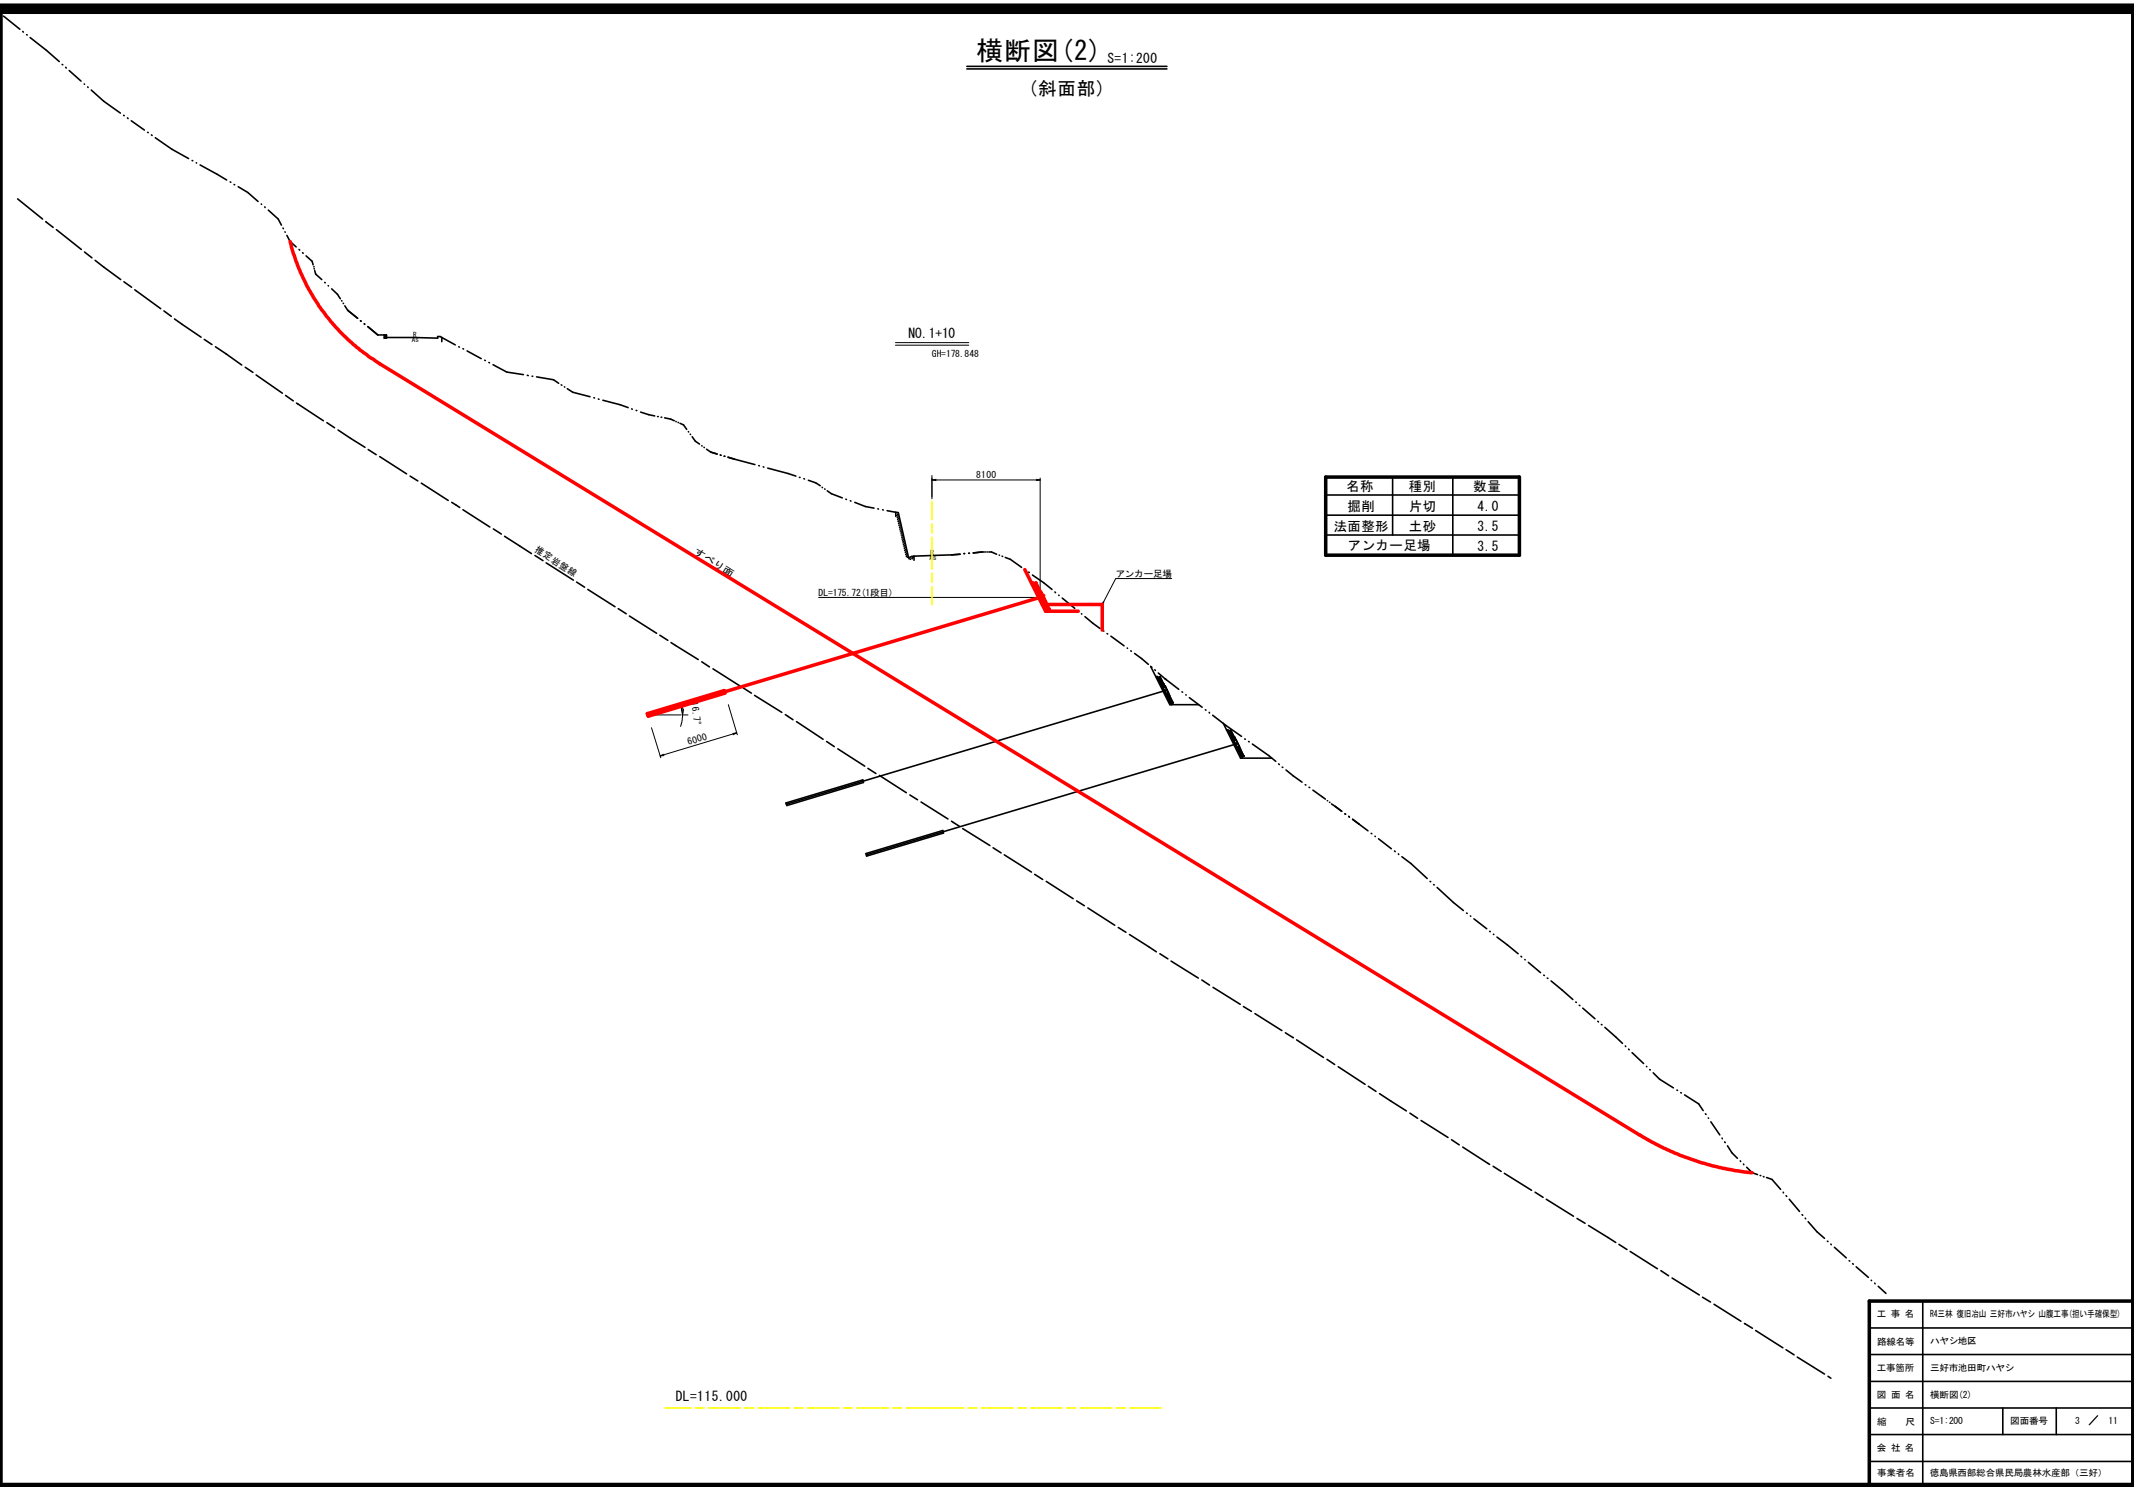 横断図(2) S=1:200
(斜面部)
NO.1+10
GH=178.848
8100
As
As
推定岩盤線
すべり面
DL=175.72(1段目)
アンカー足場
6.7°
6000
名称 種別 数量
掘削 片切 4.0
法面整形 土砂 3.5
アンカー足場 3.5
DL=115.000
工事名 R4三林 復旧治山 三好市ハヤシ 山腹工事(担い手確保型)
路線名等 ハヤシ地区
工事箇所 三好市池田町ハヤシ
図面名 横断図(2)
縮尺 S=1:200 図面番号 3 ／ 11
会社名
事業者名 徳島県西部総合県民局農林水産部（三好）